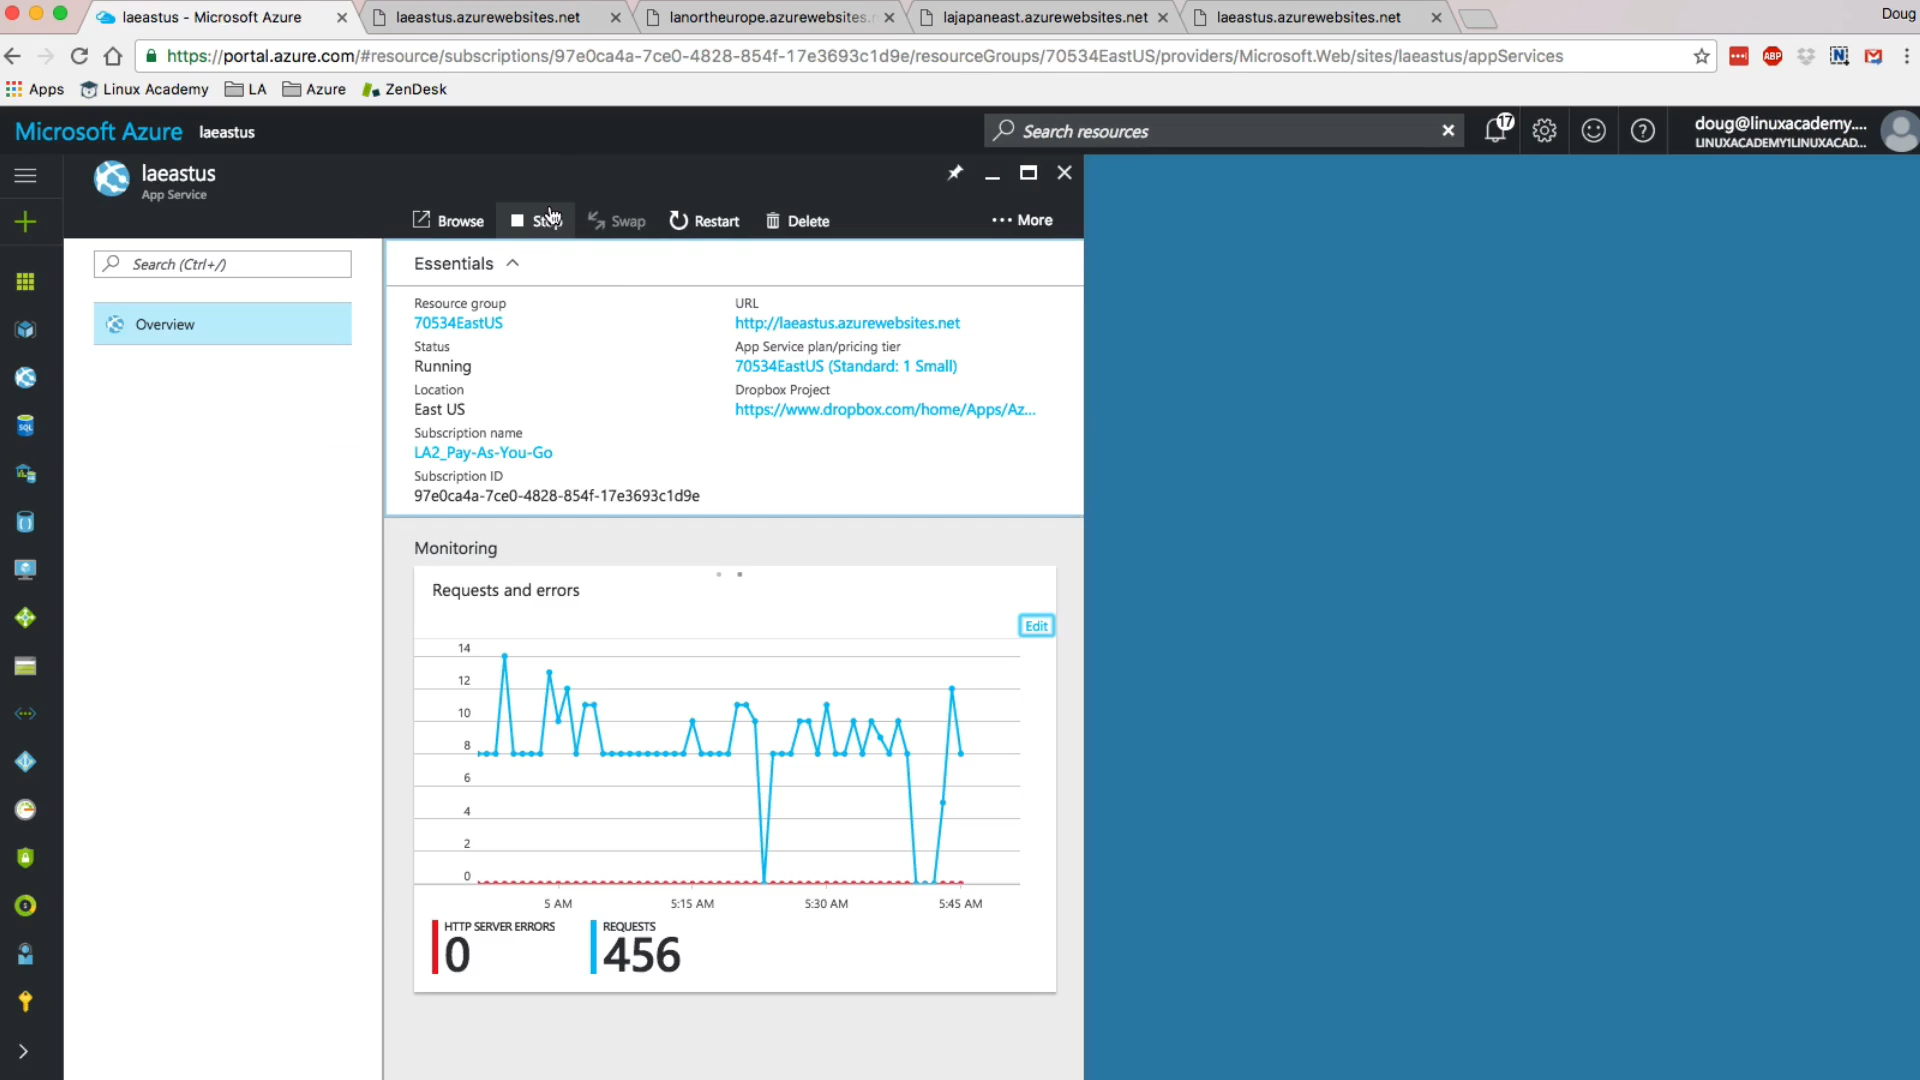 laeastus - Microsoft Azure
laeastus.azurewebsites.net
lanortheurope.azurewebsites.
lajapaneast.azurewebsites.net
laeastus.azurewebsites.net
Doug
https://portal.azure.com/#resource/subscriptions/97e0ca4a-7ce0-4828-854f-17e3693c1d9e/resourceGroups/70534EastUS/providers/Microsoft.Web/sites/laeastus/appServices
ABP
Apps
Linux Academy
LA
Azure
ZenDesk
Microsoft Azure
laeastus
Search resources
17
doug@linuxacademy....
LINUXACADEMY1LINUXACAD...
laeastus
App Service
Browse
Stop
Swap
Restart
Delete
More
Search (Ctrl+/)
Overview
Essentials
Resource group
70534EastUS
Status
Running
Location
East US
Subscription name
LA2_Pay-As-You-Go
Subscription ID
97e0ca4a-7ce0-4828-854f-17e3693c1d9e
URL
http://laeastus.azurewebsites.net
App Service plan/pricing tier
70534EastUS (Standard: 1 Small)
Dropbox Project
https://www.dropbox.com/home/Apps/Az...
Monitoring
Requests and errors
Edit
14
12
10
8
6
4
2
0
5 AM
5:15 AM
5:30 AM
5:45 AM
HTTP SERVER ERRORS
0
REQUESTS
456
SQL